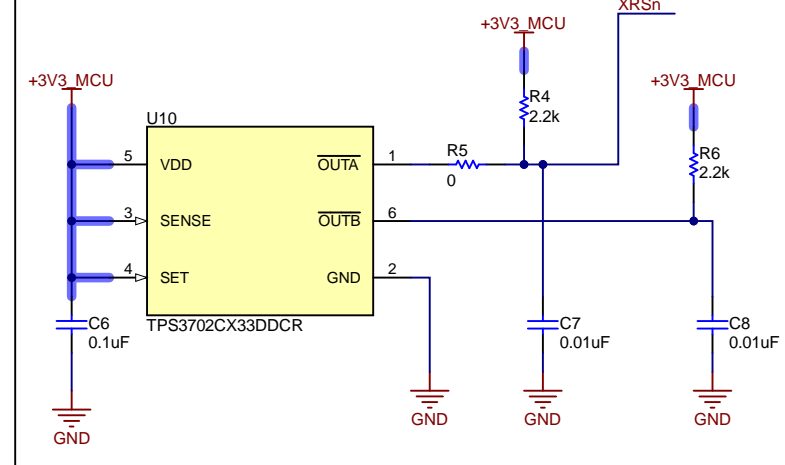 XRSn
+3V3_MCU
+3V3_MCU
+3V3_MCU
R4
2.2k
U10
R5
0
R6
2.2k
5
VDD
OUTA
1
3
SENSE
OUTB
6
4
SET
GND
2
TPS3702CX33DDCR
C6
0.1uF
C7
0.01uF
C8
0.01uF
GND
GND
GND
GND